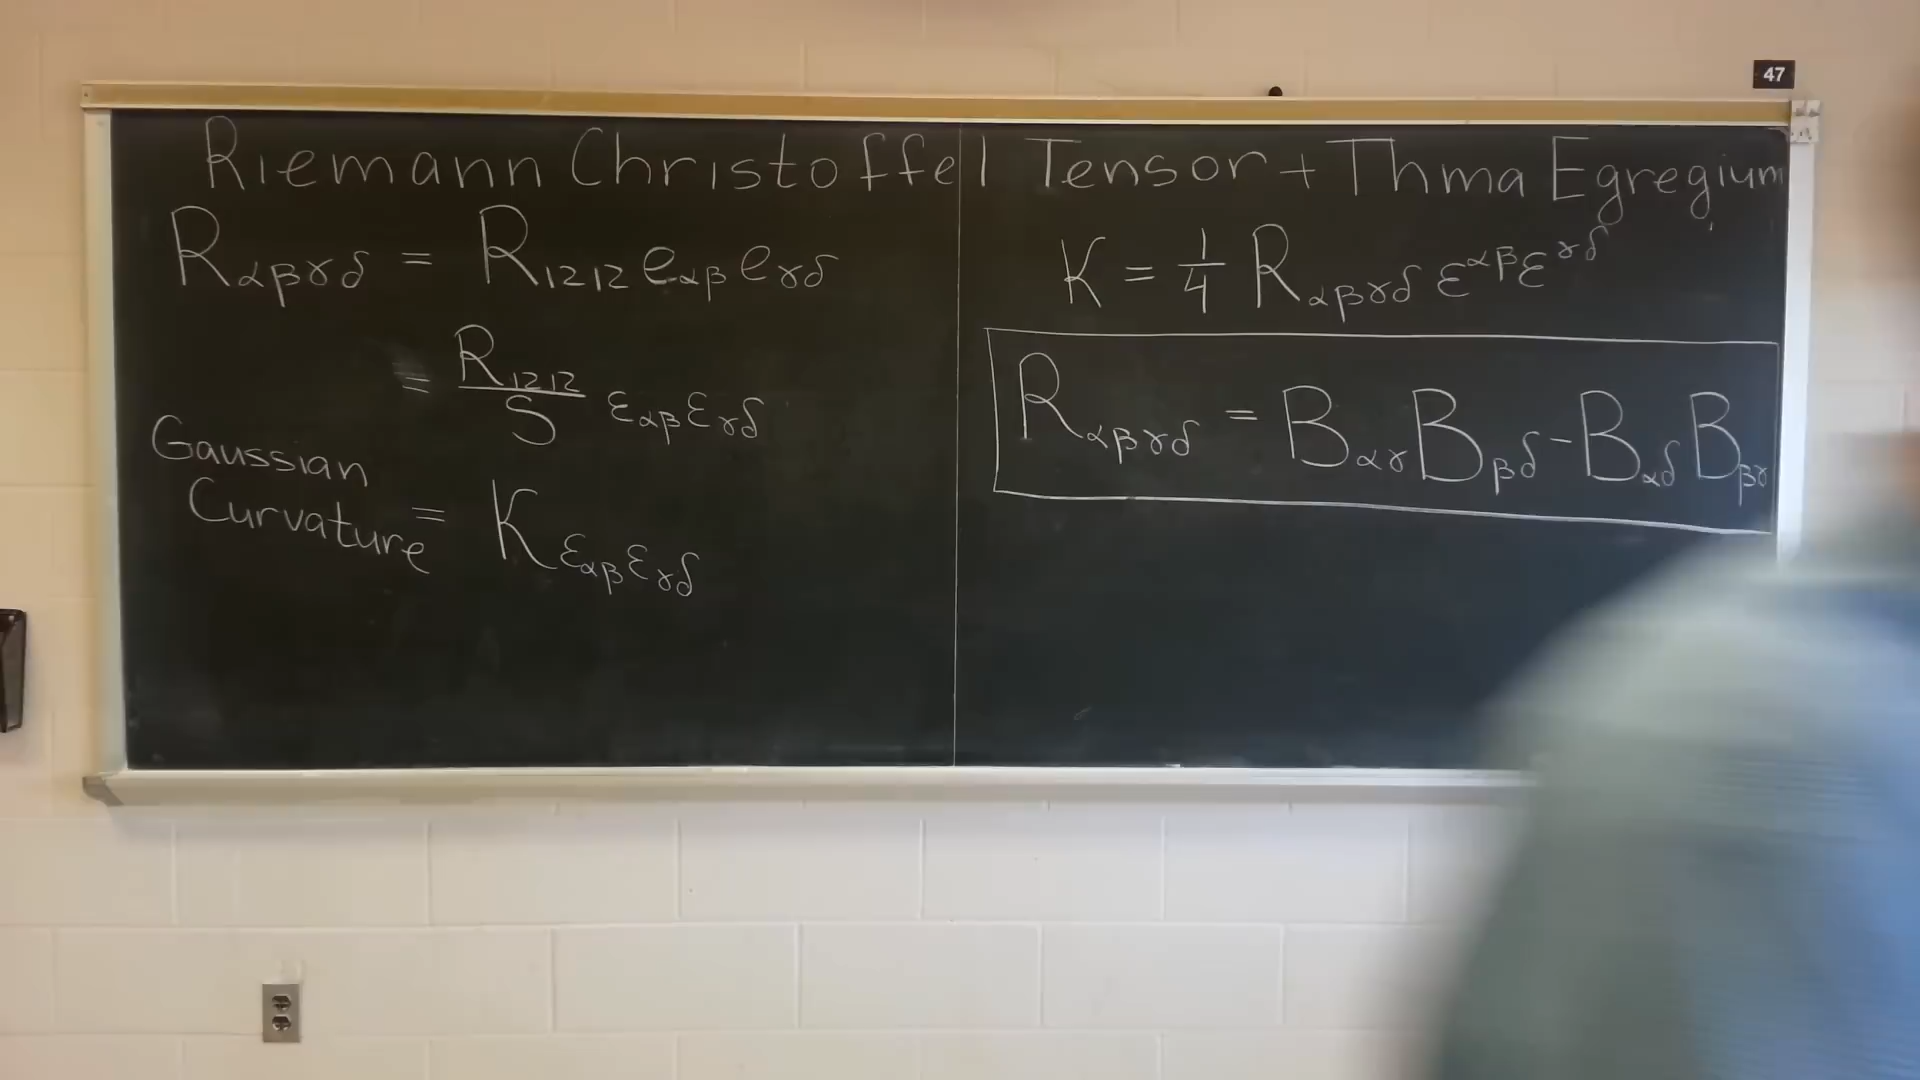 47
Riemann Christoffel Tensor + Thma Egregium
Rαβγδ = R1212 eαβ eγδ
= R1212/S εαβ εγδ
Gaussian
Curvature = K εαβ εγδ
K = 1/4 Rαβγδ ε^αβ ε^γδ
Rαβγδ = Bαγ Bβδ - Bαδ Bβγ